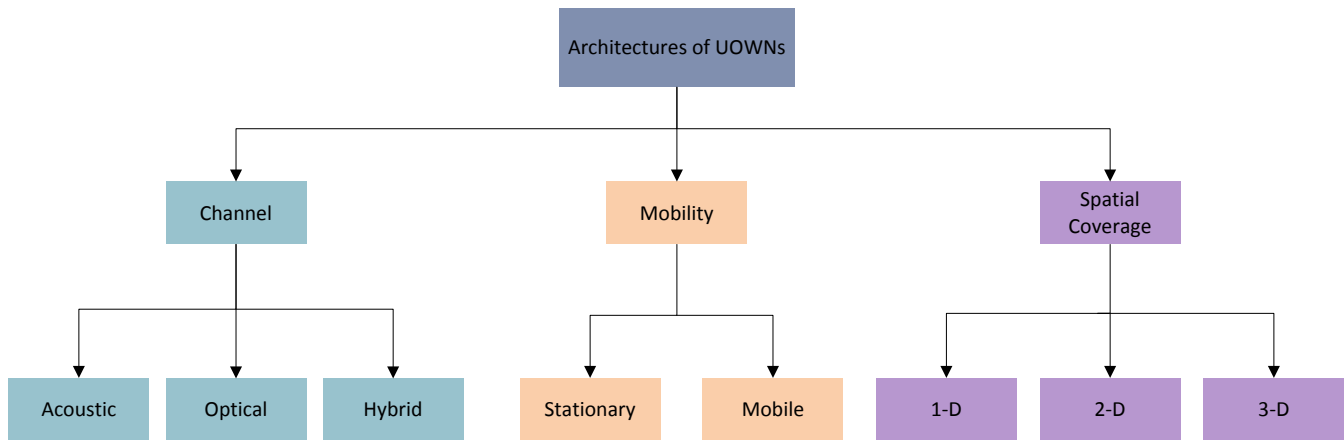 Architectures of UOWNs
Channel
Mobility
Spatial
Coverage
Acoustic
Optical
Hybrid
Stationary
Mobile
1-D
2-D
3-D